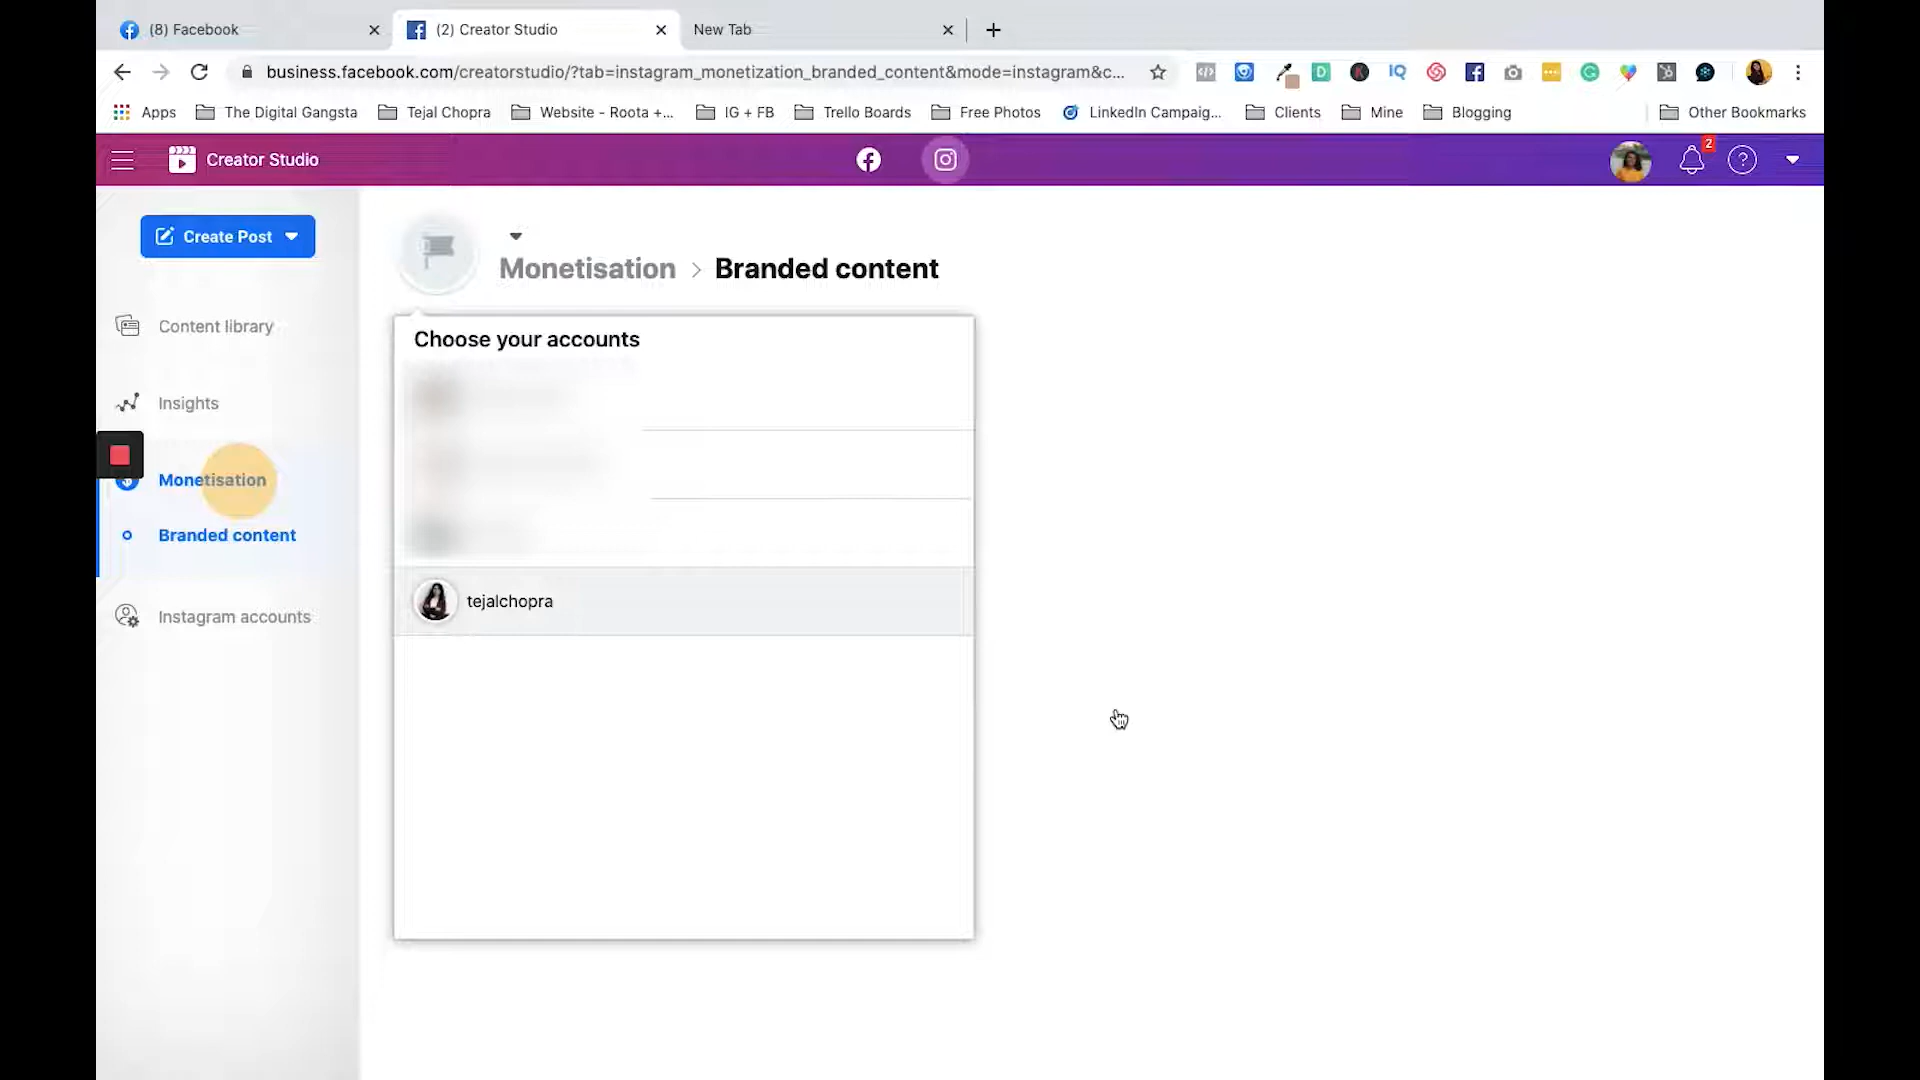 (8) Facebook
(2) Creator Studio
New Tab
business.facebook.com/creatorstudio/?tab=instagram_monetization_branded_content&mode=instagram&c...
Apps
The Digital Gangsta
Tejal Chopra
Website - Roota +...
IG + FB
Trello Boards
Free Photos
LinkedIn Campaig...
Clients
Mine
Blogging
Other Bookmarks
Creator Studio
2
Create Post
Monetisation > Branded content
Content library
Insights
Monetisation
Branded content
Instagram accounts
Choose your accounts
tejalchopra